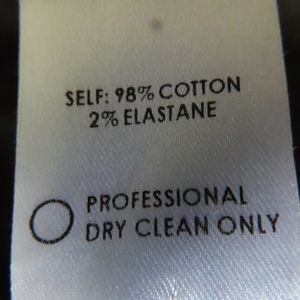 SELF: 98% COTTON
2% ELASTANE
PROFESSIONAL
DRY CLEAN ONLY